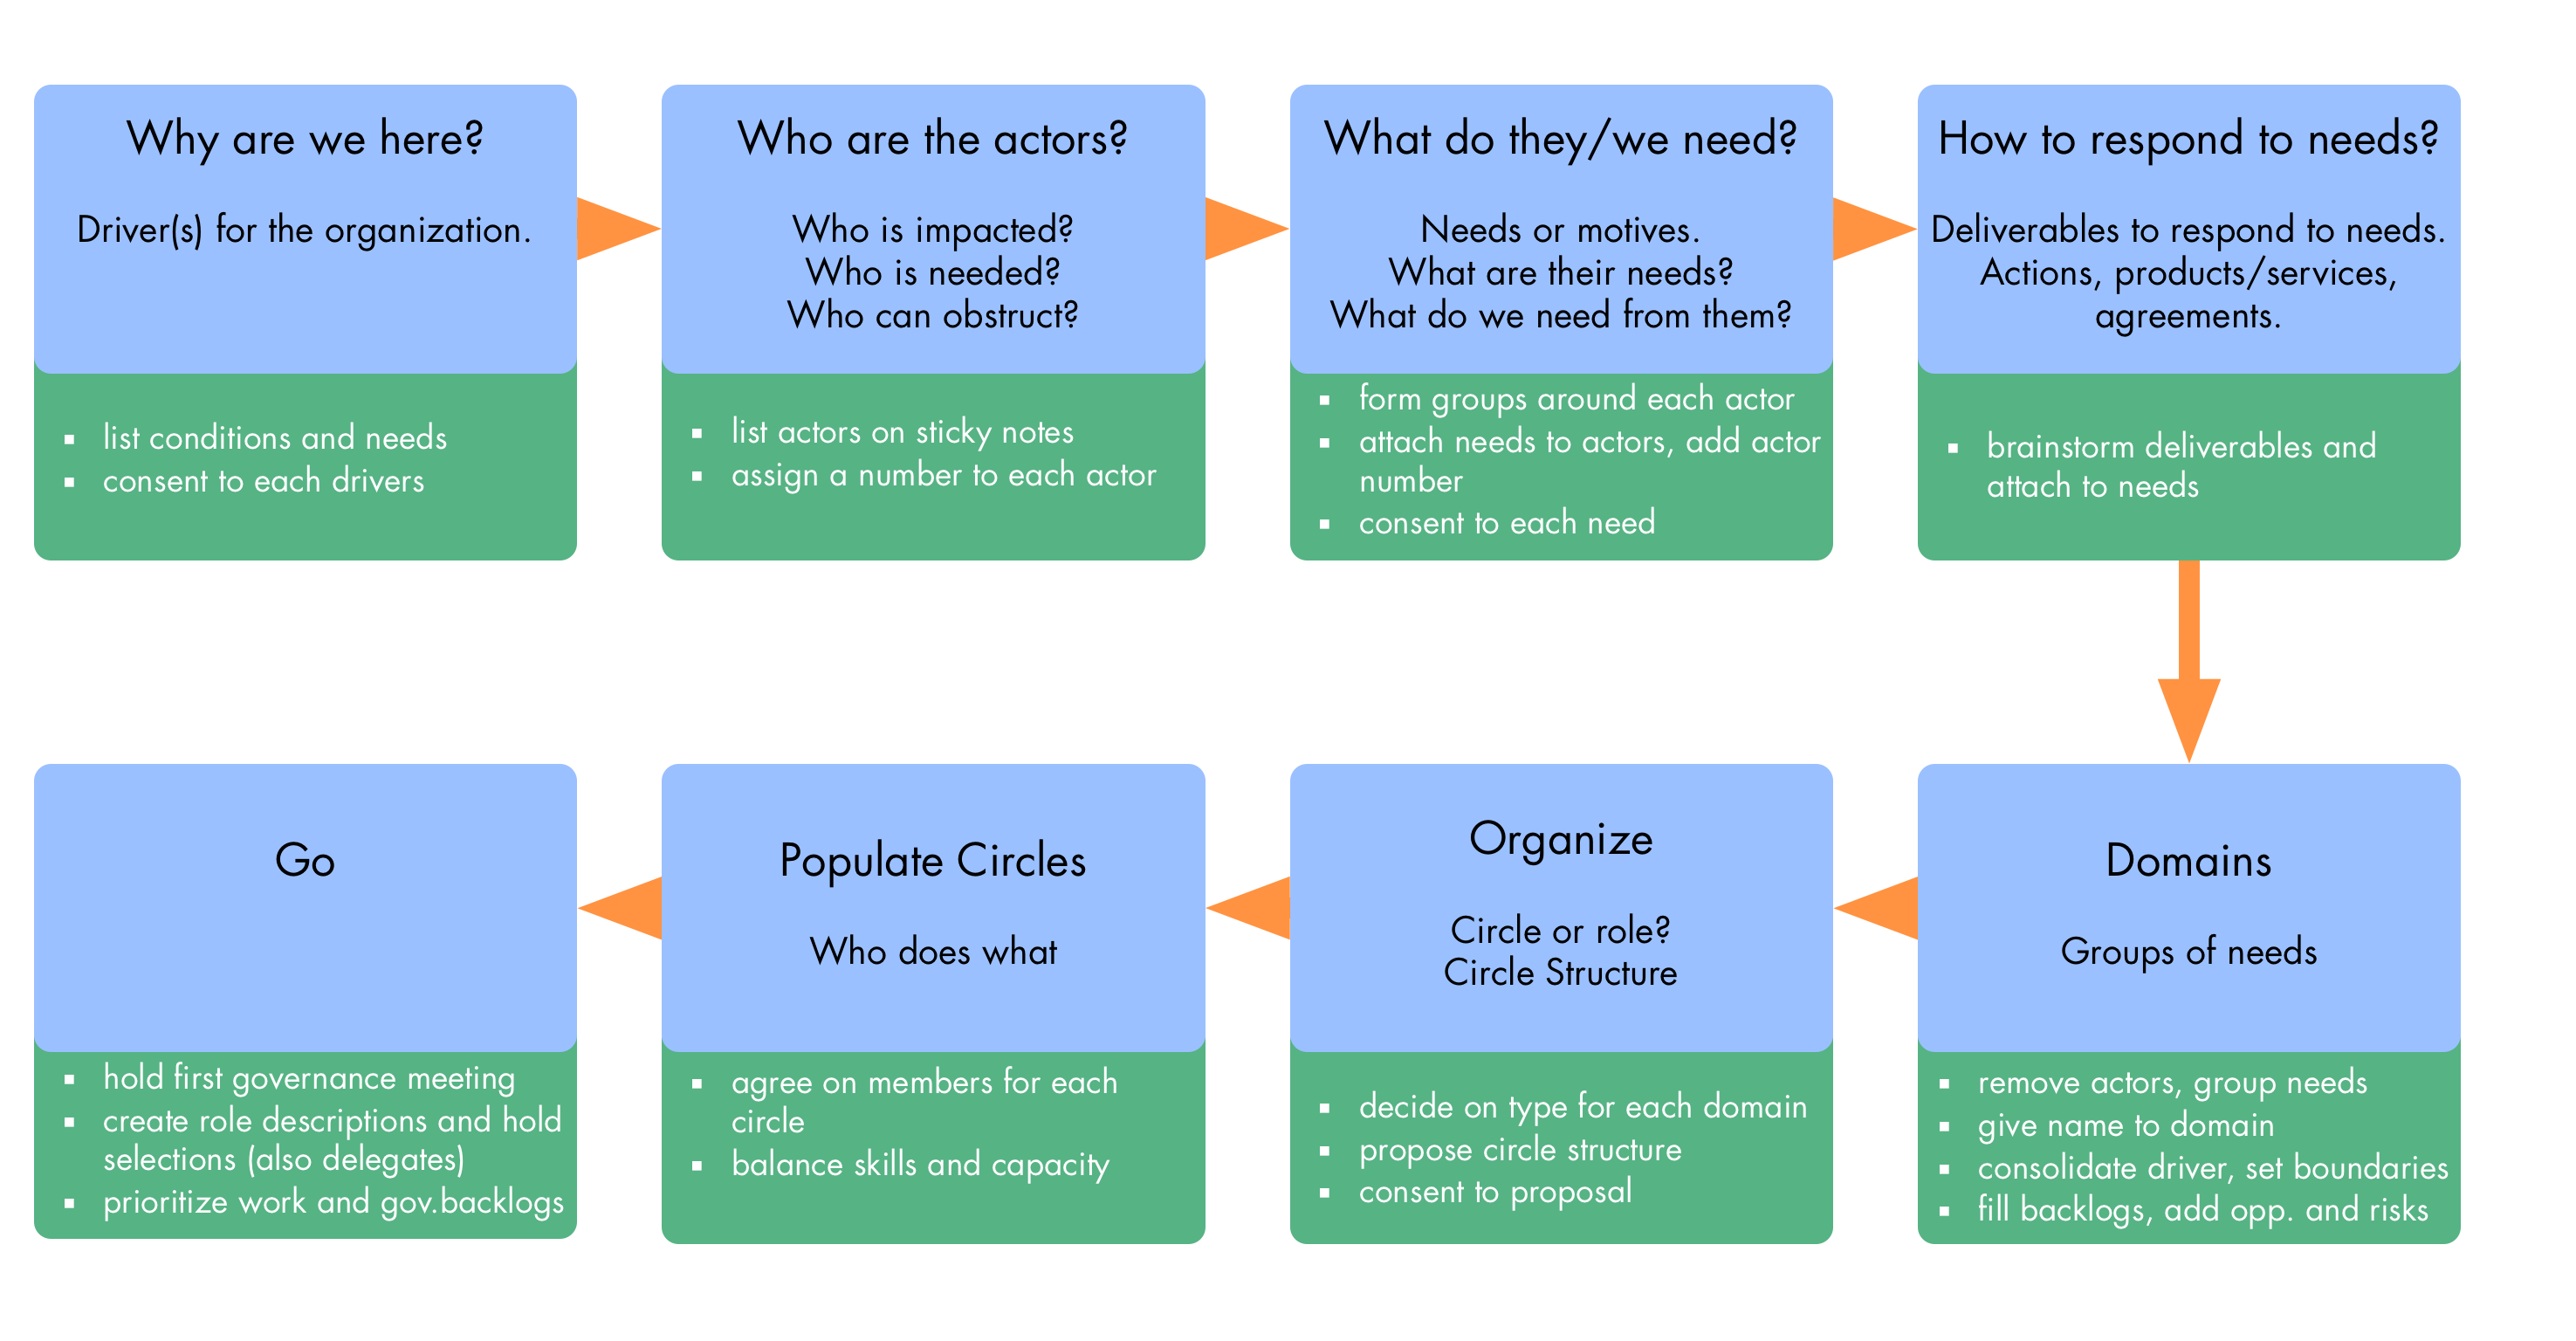 Why are we here?
Driver(s) for the organization.
▪ list conditions and needs
▪ consent to each drivers
Who are the actors?
Who is impacted?
Who is needed?
Who can obstruct?
▪ list actors on sticky notes
▪ assign a number to each actor
What do they/we need?
Needs or motives.
What are their needs?
What do we need from them?
▪ form groups around each actor
▪ attach needs to actors, add actor
number
▪ consent to each need
How to respond to needs?
Deliverables to respond to needs.
Actions, products/services,
agreements.
▪ brainstorm deliverables and
attach to needs
Domains
Groups of needs
▪ remove actors, group needs
▪ give name to domain
▪ consolidate driver, set boundaries
▪ fill backlogs, add opp. and risks
Organize
Circle or role?
Circle Structure
▪ decide on type for each domain
▪ propose circle structure
▪ consent to proposal
Populate Circles
Who does what
▪ agree on members for each
circle
▪ balance skills and capacity
Go
▪ hold first governance meeting
▪ create role descriptions and hold
selections (also delegates)
▪ prioritize work and gov.backlogs